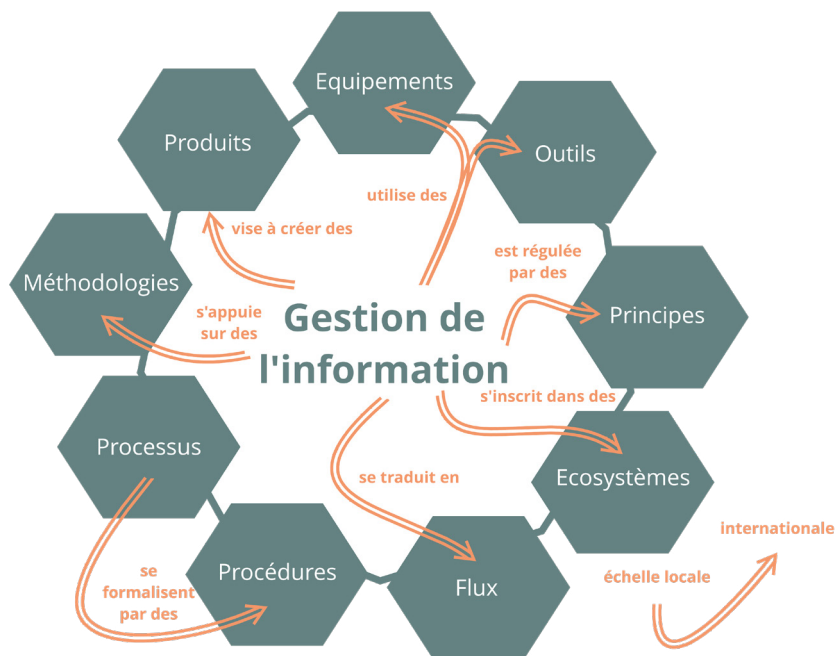 Equipements
Produits
Outils
utilise des
vise à créer des
est régulée
par des
Méthodologies
s'appuie
sur des
Gestion de
l'information
Principes
s'inscrit dans des
Processus
se traduit en
Ecosystèmes
internationale
se
formalisent
par des
Procédures
Flux
échelle locale